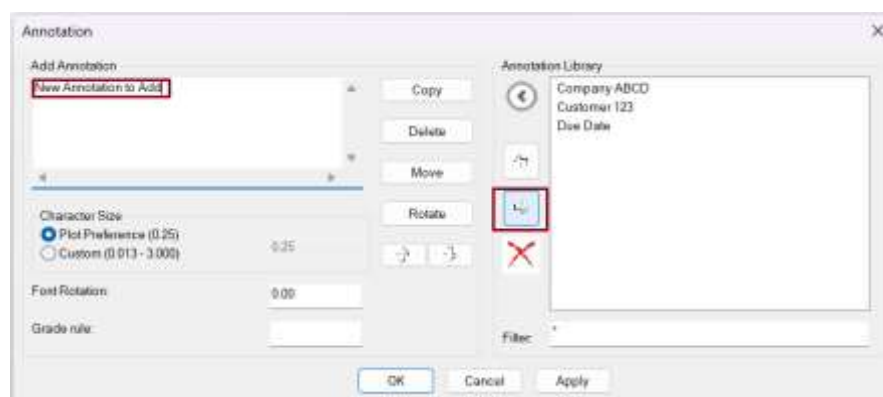 Annotation
Add Annotation
New Annotation to Add
Copy
Delete
Move
Rotate
Character Size
Plot Preference (0.25)
Custom (0.013 - 3.000)
0.25
Font Rotation:
0.00
Grade rule:
Annotation Library
Company ABCD
Customer 123
Due Date
Filter:
*
OK
Cancel
Apply